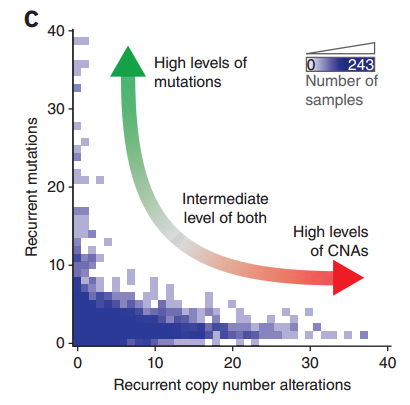 C
40
30
20
10
0
Recurrent mutations
High levels of
mutations
0 243
Number of
samples
Intermediate
level of both
High levels
of CNAs
0 10 20 30 40
Recurrent copy number alterations